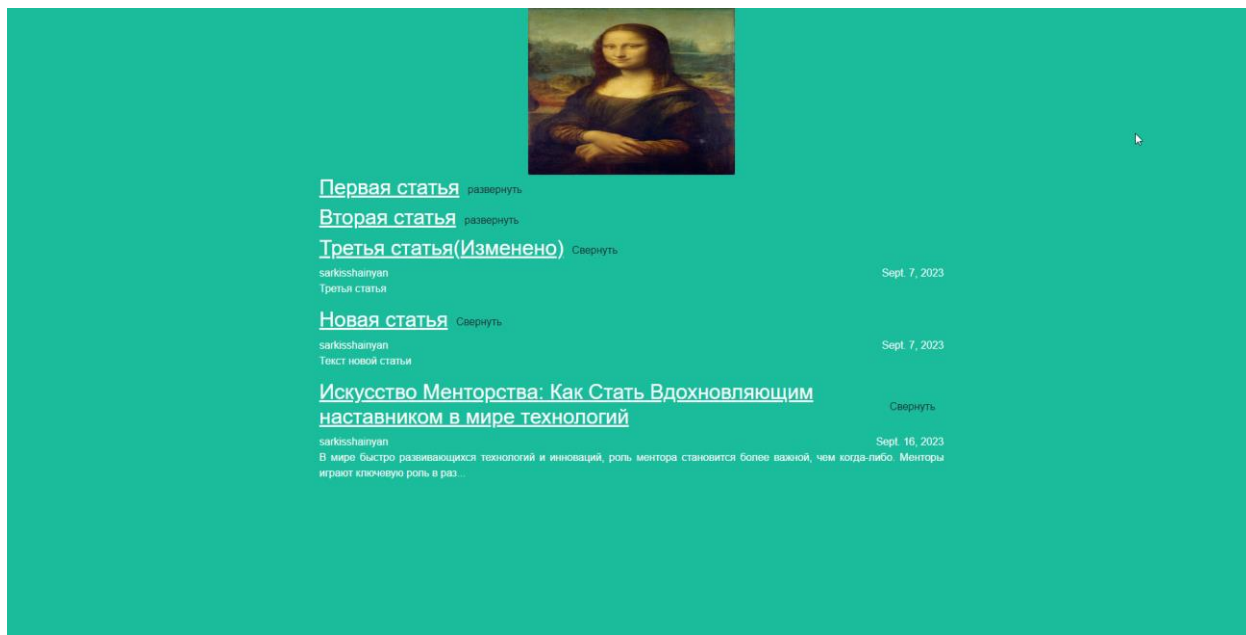 Первая статья развернуть
Вторая статья развернуть
Третья статья(Изменено) Свернуть
sarkisshainyan Sept. 7, 2023
Третья статья
Новая статья Свернуть
sarkisshainyan Sept. 7, 2023
Текст новой статьи
Искусство Менторства: Как Стать Вдохновляющим
наставником в мире технологий Свернуть
sarkisshainyan Sept. 16, 2023
В мире быстро развивающихся технологий и инноваций, роль ментора становится более важной, чем когда-либо. Менторы
играют ключевую роль в раз...